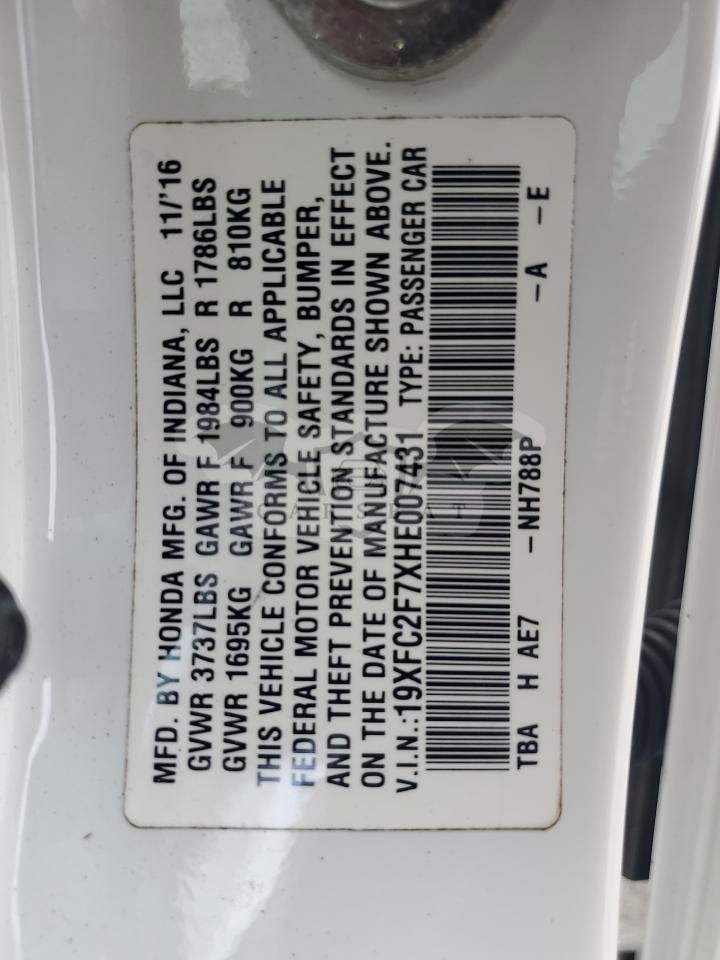 MFD. BY HONDA MFG. OF INDIANA, LLC 11/'16
GVWR 3737LBS GAWR F 1984LBS R 1786LBS
GVWR 1695KG GAWR F 900KG R 810KG
THIS VEHICLE CONFORMS TO ALL APPLICABLE
FEDERAL MOTOR VEHICLE SAFETY, BUMPER,
AND THEFT PREVENTION STANDARDS IN EFFECT
ON THE DATE OF MANUFACTURE SHOWN ABOVE.
V.I.N.:19XFC2F7XHE007431 TYPE: PASSENGER CAR
TBA H AE7 -NH788P -A -E